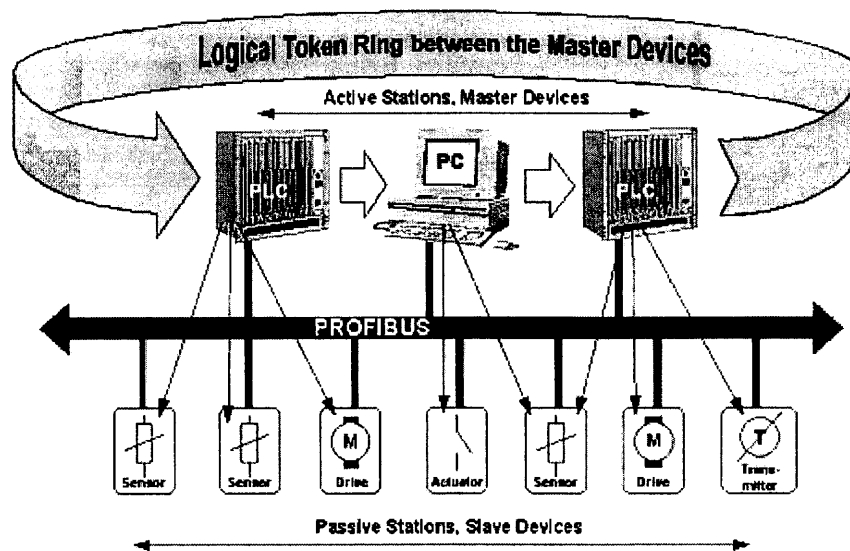 Logical Token Ring between the Master Devices
Active Stations, Master Devices
PLC
PC
PLC
PROFIBUS
M
M
T
Sensor
Sensor
Drive
Actuator
Sensor
Drive
Trans-
mitter
Passive Stations, Slave Devices